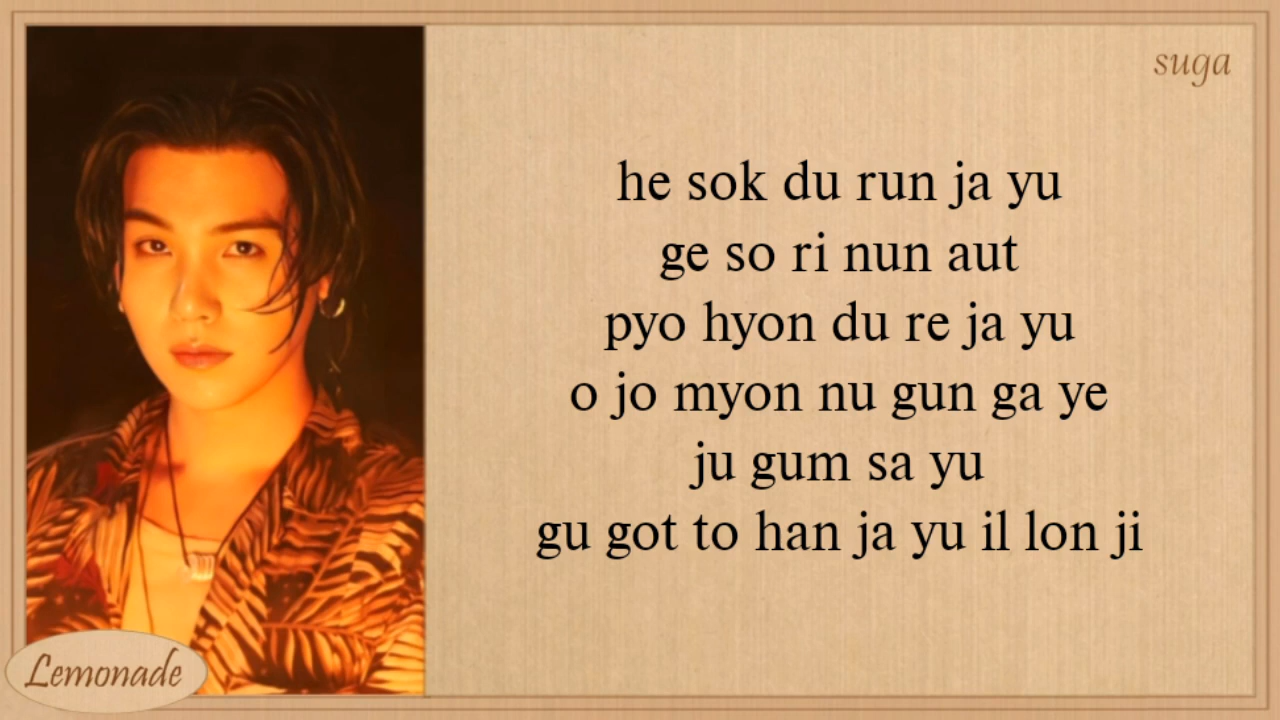 suga
he sok du run ja yu
ge so ri nun aut
pyo hyon du re ja yu
o jo myon nu gun ga ye
ju gum sa yu
gu got to han ja yu il lon ji
Lemonade